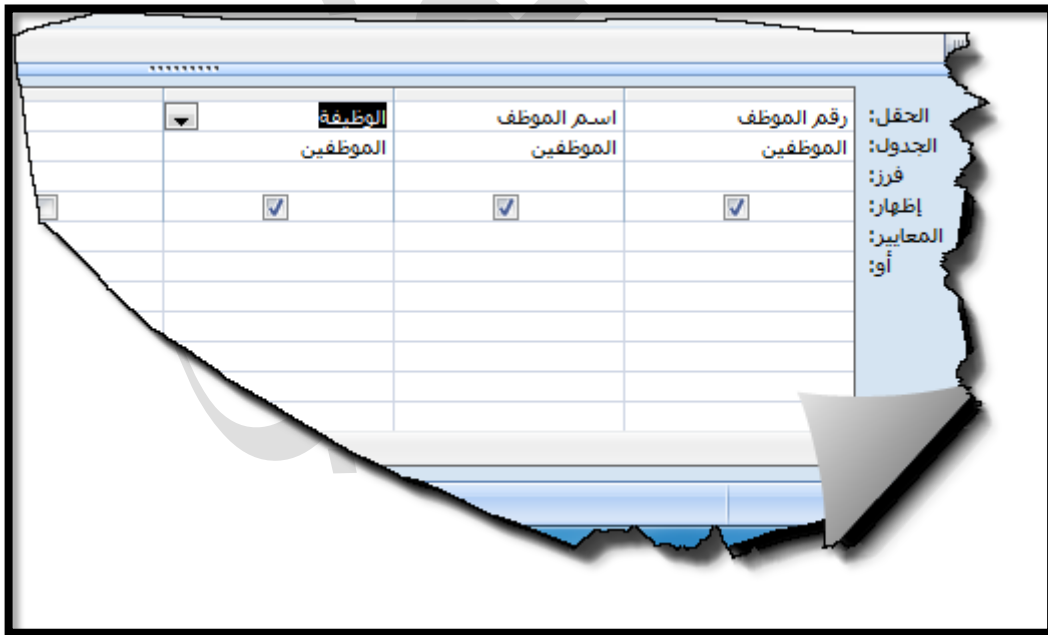 الحقل: رقم الموظف اسم الموظف الوظيفة
الجدول: الموظفين الموظفين الموظفين
فرز:
إظهار:
المعايير:
أو: